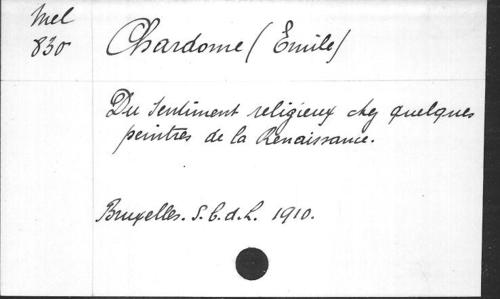 Mel
830
Chardome (Émile)
Du Sentiment religieux chez quelques
peintres de la Renaissance.
Bruxelles. S. b. d. L. 1910.